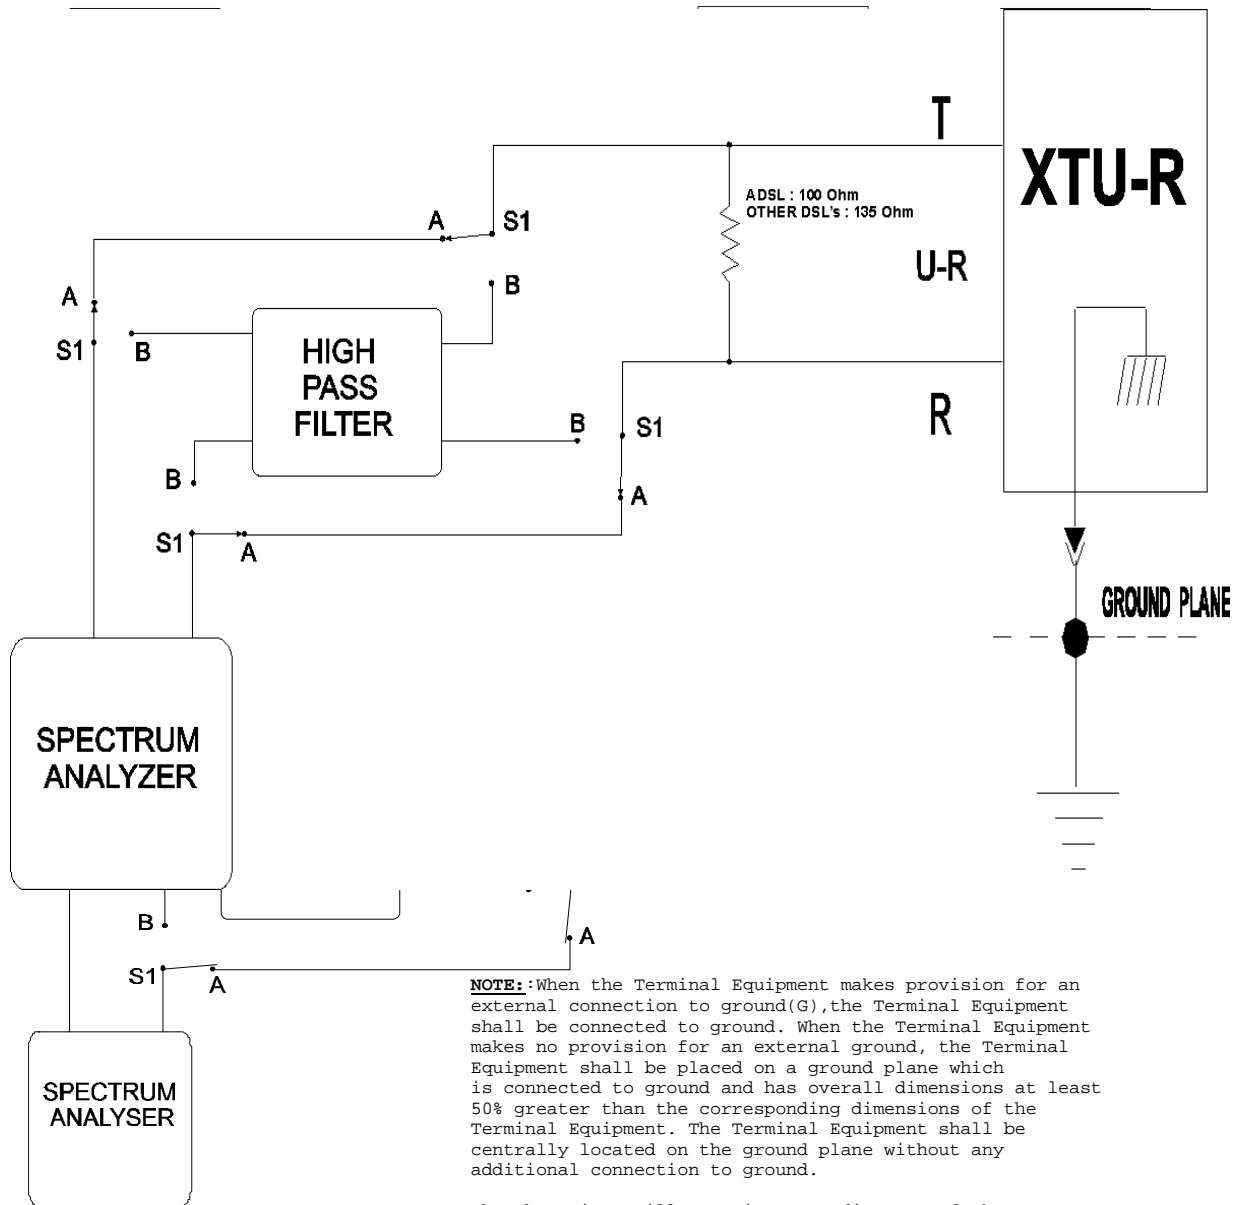 T
XTU-R
ADSL : 100 Ohm
OTHER DSL's : 135 Ohm
A
S1
U-R
B
A
S1
B
HIGH
PASS
FILTER
R
B
S1
B
A
S1
A
GROUND PLANE
SPECTRUM
ANALYZER
B
A
S1
A
NOTE::When the Terminal Equipment makes provision for an
external connection to ground(G),the Terminal Equipment
shall be connected to ground. When the Terminal Equipment
makes no provision for an external ground, the Terminal
Equipment shall be placed on a ground plane which
is connected to ground and has overall dimensions at least
50% greater than the corresponding dimensions of the
Terminal Equipment. The Terminal Equipment shall be
centrally located on the ground plane without any
additional connection to ground.
SPECTRUM
ANALYSER